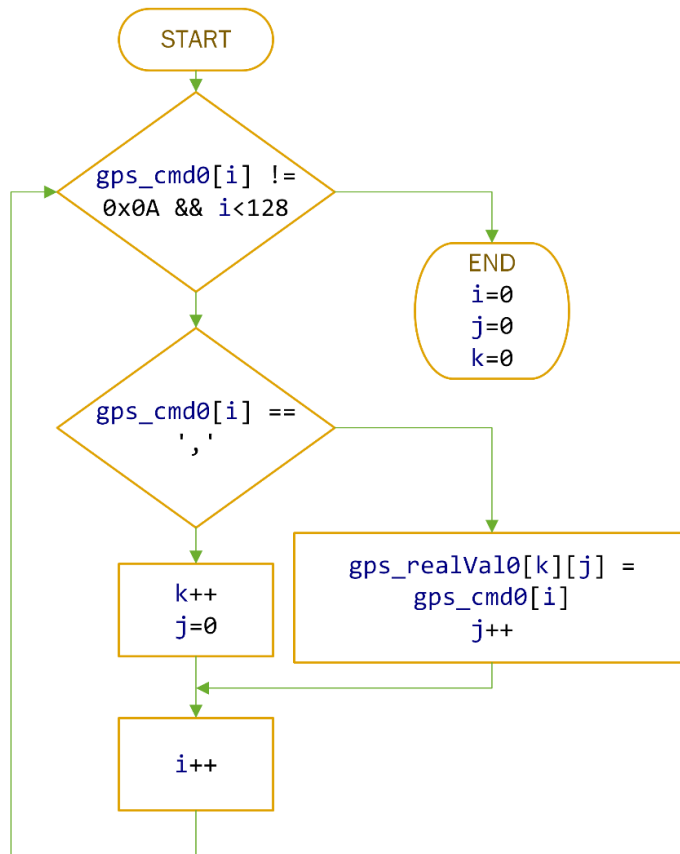 START
gps_cmd0[i] !=
0x0A && i<128
END
i=0
j=0
k=0
gps_cmd0[i] ==
','
k++
j=0
gps_realVal0[k][j] =
gps_cmd0[i]
j++
i++